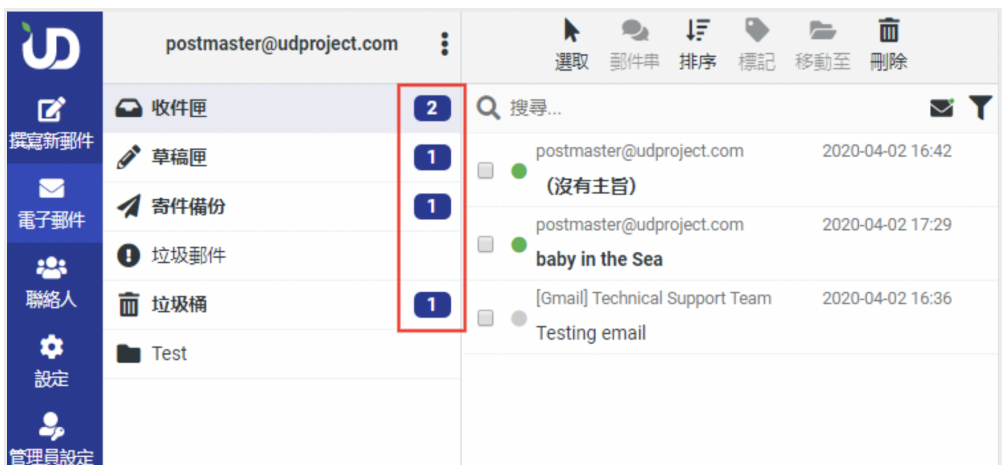 UD
撰寫新郵件
電子郵件
聯絡人
設定
管理員設定
postmaster@udproject.com
收件匣 2
草稿匣 1
寄件備份 1
垃圾郵件
垃圾桶 1
Test
選取 郵件串 排序 標記 移動至 刪除
搜尋...
postmaster@udproject.com 2020-04-02 16:42
(沒有主旨)
postmaster@udproject.com 2020-04-02 17:29
baby in the Sea
[Gmail] Technical Support Team 2020-04-02 16:36
Testing email